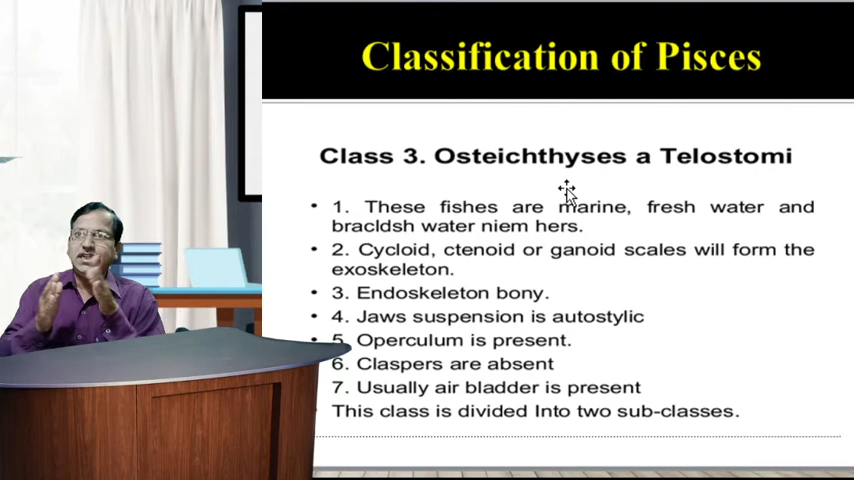 Classification of Pisces
Class 3. Osteichthyses a Telostomi
• 1. These fishes are marine, fresh water and
bracldsh water niem hers.
• 2. Cycloid, ctenoid or ganoid scales will form the
exoskeleton.
• 3. Endoskeleton bony.
• 4. Jaws suspension is autostylic
• 5. Operculum is present.
6. Claspers are absent
7. Usually air bladder is present
This class is divided Into two sub-classes.